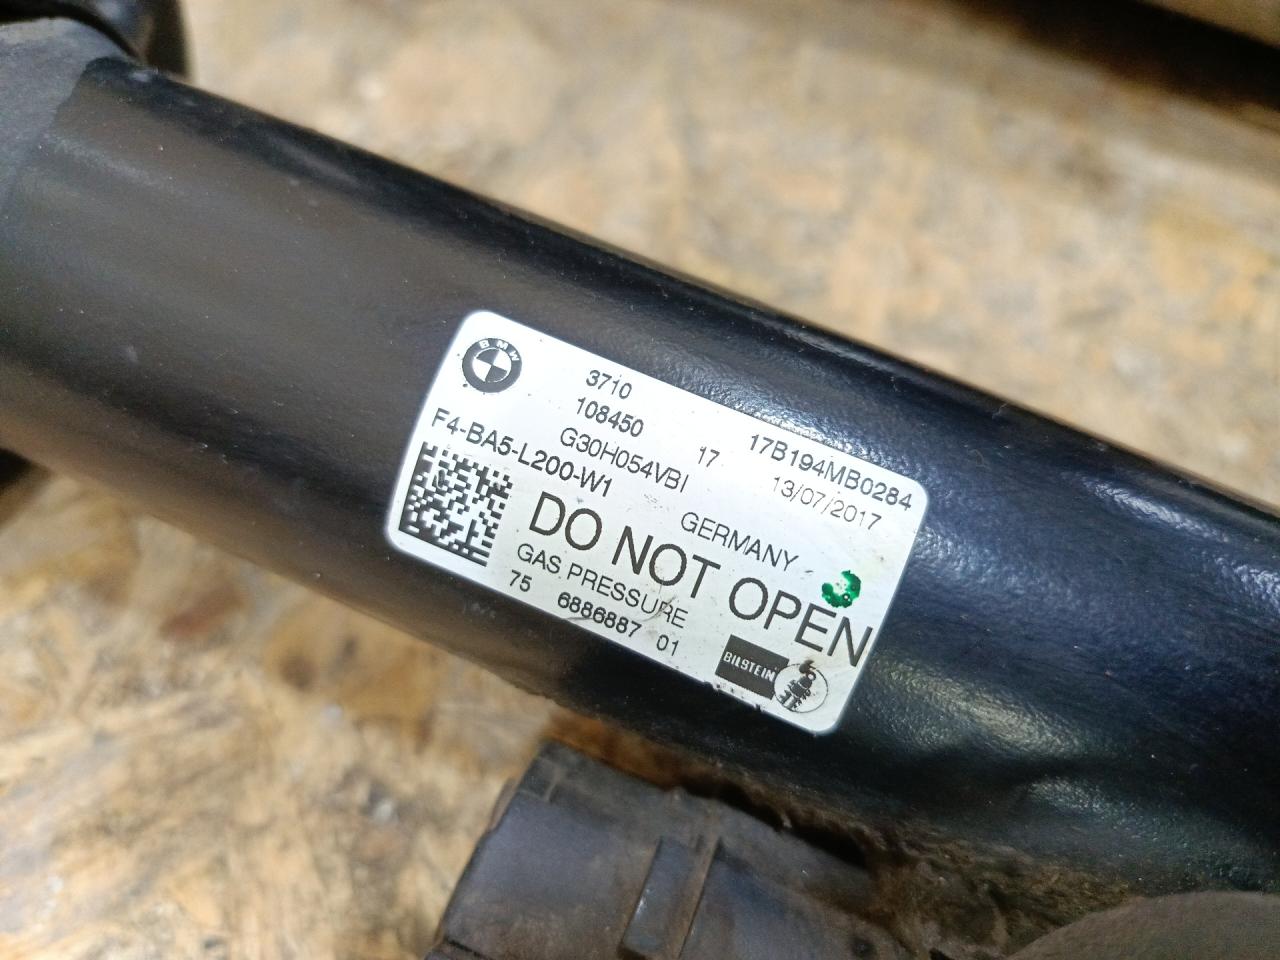 BMW
3710
108450 17 17B194MB0284
G30H054VBI 13/07/2017
F4-BA5-L200-W1
GERMANY
DO NOT OPEN
GAS PRESSURE
75 6886887 01
BILSTEIN